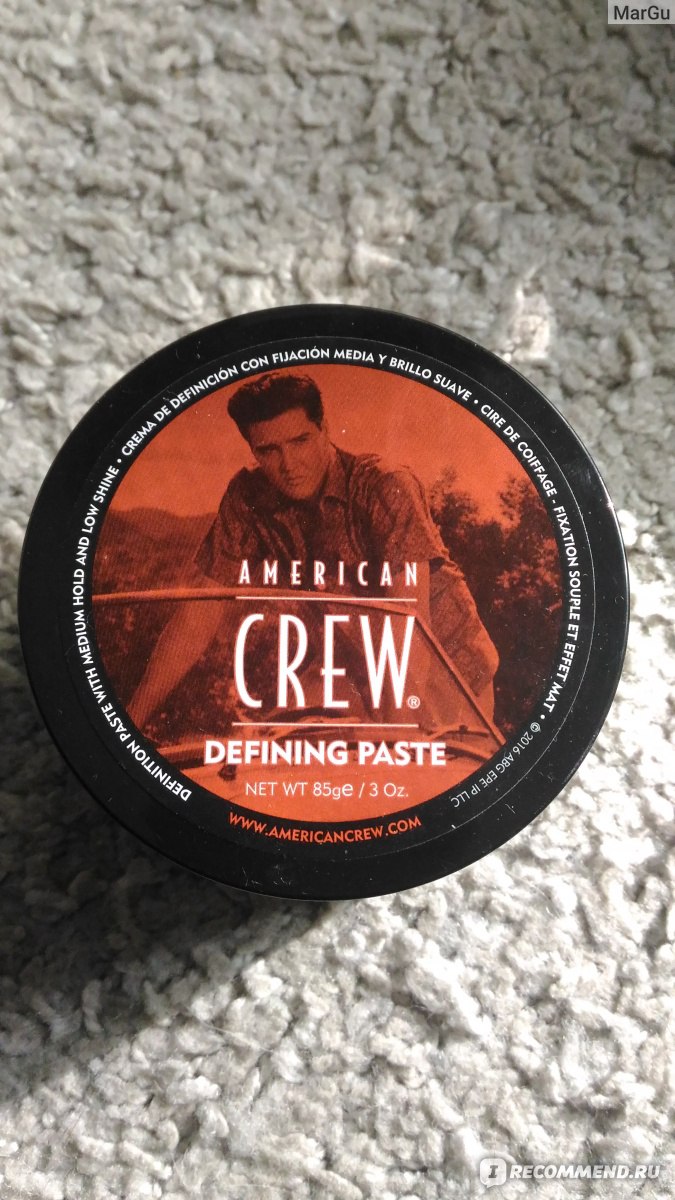 MarGu
DEFINITION PASTE WITH MEDIUM HOLD AND LOW SHINE • CREMA DE DEFINICIÓN CON FIJACIÓN MEDIA Y BRILLO SUAVE • CIRE DE COIFFAGE - FIXATION SOUPLE ET EFFET MAT •
© 2016 ABG EPE IP LLC
AMERICAN
CREW®
DEFINING PASTE
NET WT 85g℮ / 3 Oz.
WWW.AMERICANCREW.COM
I RECOMMEND.RU